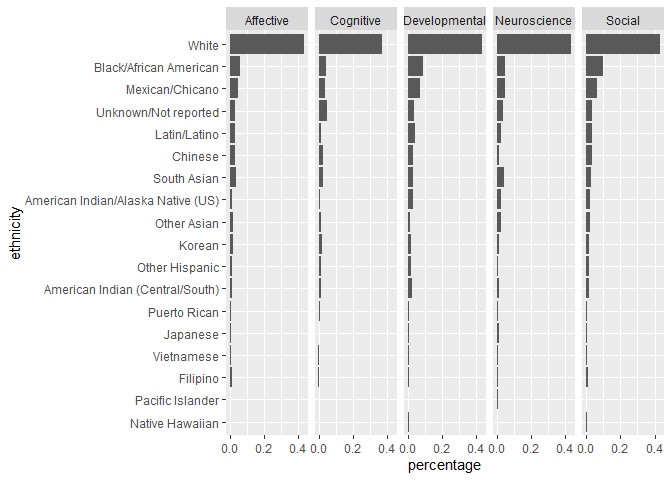 Affective Cognitive Developmental Neuroscience Social
White
Black/African American
Mexican/Chicano
Unknown/Not reported
Latin/Latino
Chinese
South Asian
American Indian/Alaska Native (US)
Other Asian
Korean
Other Hispanic
American Indian (Central/South)
Puerto Rican
Japanese
Vietnamese
Filipino
Pacific Islander
Native Hawaiian
ethnicity
0.0 0.2 0.4 0.0 0.2 0.4 0.0 0.2 0.4 0.0 0.2 0.4 0.0 0.2 0.4
percentage